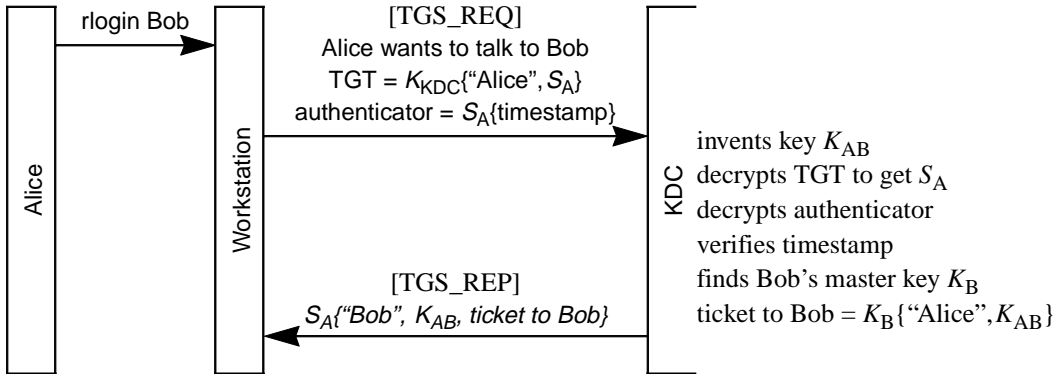 rlogin Bob
[TGS_REQ]
Alice wants to talk to Bob
TGT = K_KDC{“Alice”, S_A}
authenticator = S_A{timestamp}
Alice
Workstation
KDC
invents key K_AB
decrypts TGT to get S_A
decrypts authenticator
verifies timestamp
finds Bob’s master key K_B
ticket to Bob = K_B{“Alice”, K_AB}
[TGS_REP]
S_A{“Bob”, K_AB, ticket to Bob}